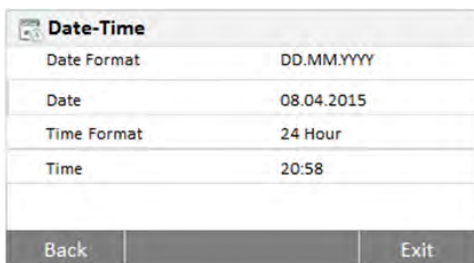 Date-Time
Date Format DD.MM.YYYY
Date 08.04.2015
Time Format 24 Hour
Time 20:58
Back Exit